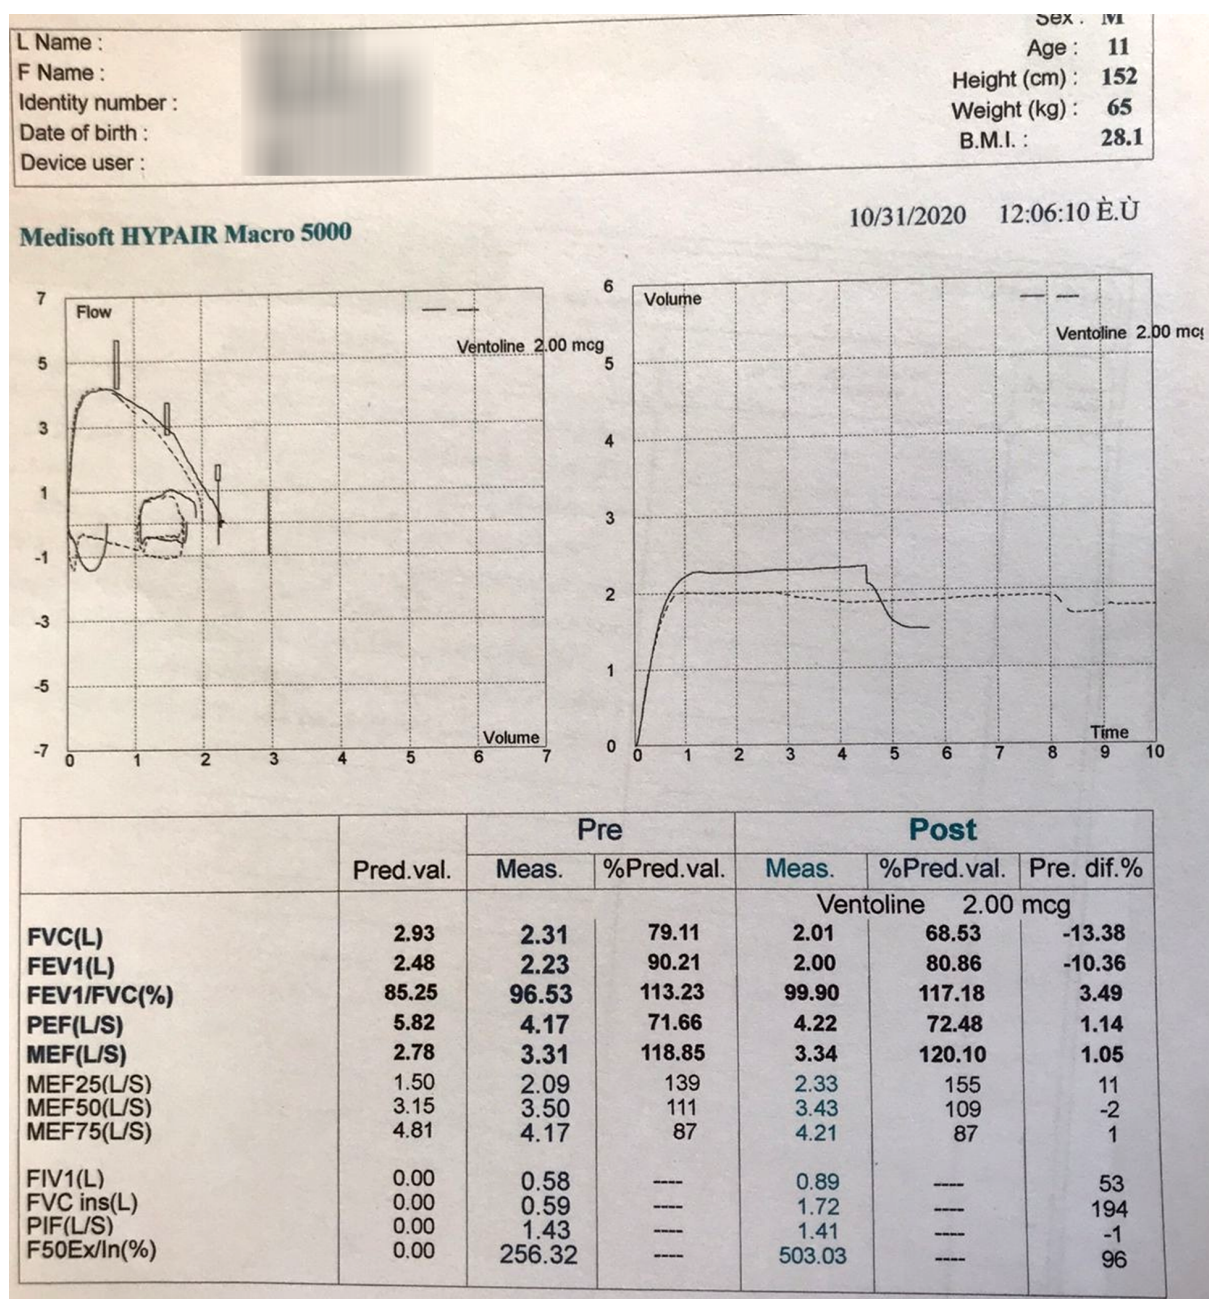 Sex : M
L Name :
Age : 11
F Name :
Height (cm) : 152
Identity number :
Weight (kg) : 65
Date of birth :
B.M.I. : 28.1
Device user :
10/31/2020 12:06:10 È.Ù
Medisoft HYPAIR Macro 5000
7
Flow
Ventoline 2.00 mcg
5
3
1
-1
-3
-5
-7
Volume
0 1 2 3 4 5 6 7
6
Volume
Ventoline 2.00 mcg
5
4
3
2
1
0
Time
0 1 2 3 4 5 6 7 8 9 10
Pre Post
Pred.val. Meas. %Pred.val. Meas. %Pred.val. Pre. dif.%
Ventoline 2.00 mcg
FVC(L) 2.93 2.31 79.11 2.01 68.53 -13.38
FEV1(L) 2.48 2.23 90.21 2.00 80.86 -10.36
FEV1/FVC(%) 85.25 96.53 113.23 99.90 117.18 3.49
PEF(L/S) 5.82 4.17 71.66 4.22 72.48 1.14
MEF(L/S) 2.78 3.31 118.85 3.34 120.10 1.05
MEF25(L/S) 1.50 2.09 139 2.33 155 11
MEF50(L/S) 3.15 3.50 111 3.43 109 -2
MEF75(L/S) 4.81 4.17 87 4.21 87 1
FIV1(L) 0.00 0.58 ---- 0.89 ---- 53
FVC ins(L) 0.00 0.59 ---- 1.72 ---- 194
PIF(L/S) 0.00 1.43 ---- 1.41 ---- -1
F50Ex/In(%) 0.00 256.32 ---- 503.03 ---- 96